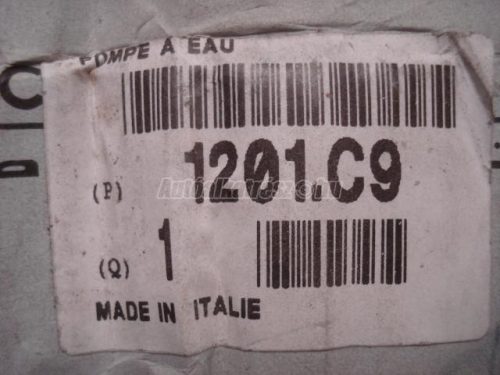 POMPE A EAU
(P) 1201.C9
(Q) 1
MADE IN ITALIE